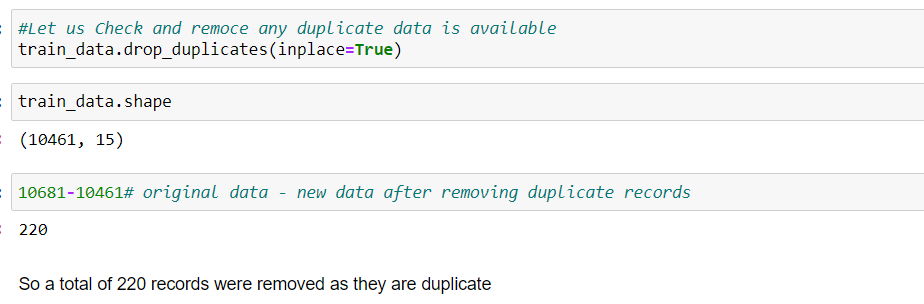 #Let us Check and remoce any duplicate data is available
train_data.drop_duplicates(inplace=True)
train_data.shape
(10461, 15)
10681-10461# original data - new data after removing duplicate records
220
So a total of 220 records were removed as they are duplicate